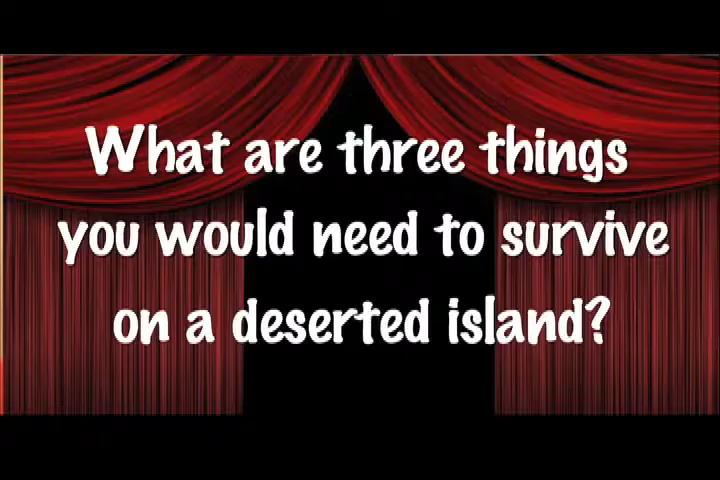 What are three things
you would need to survive
on a deserted island?